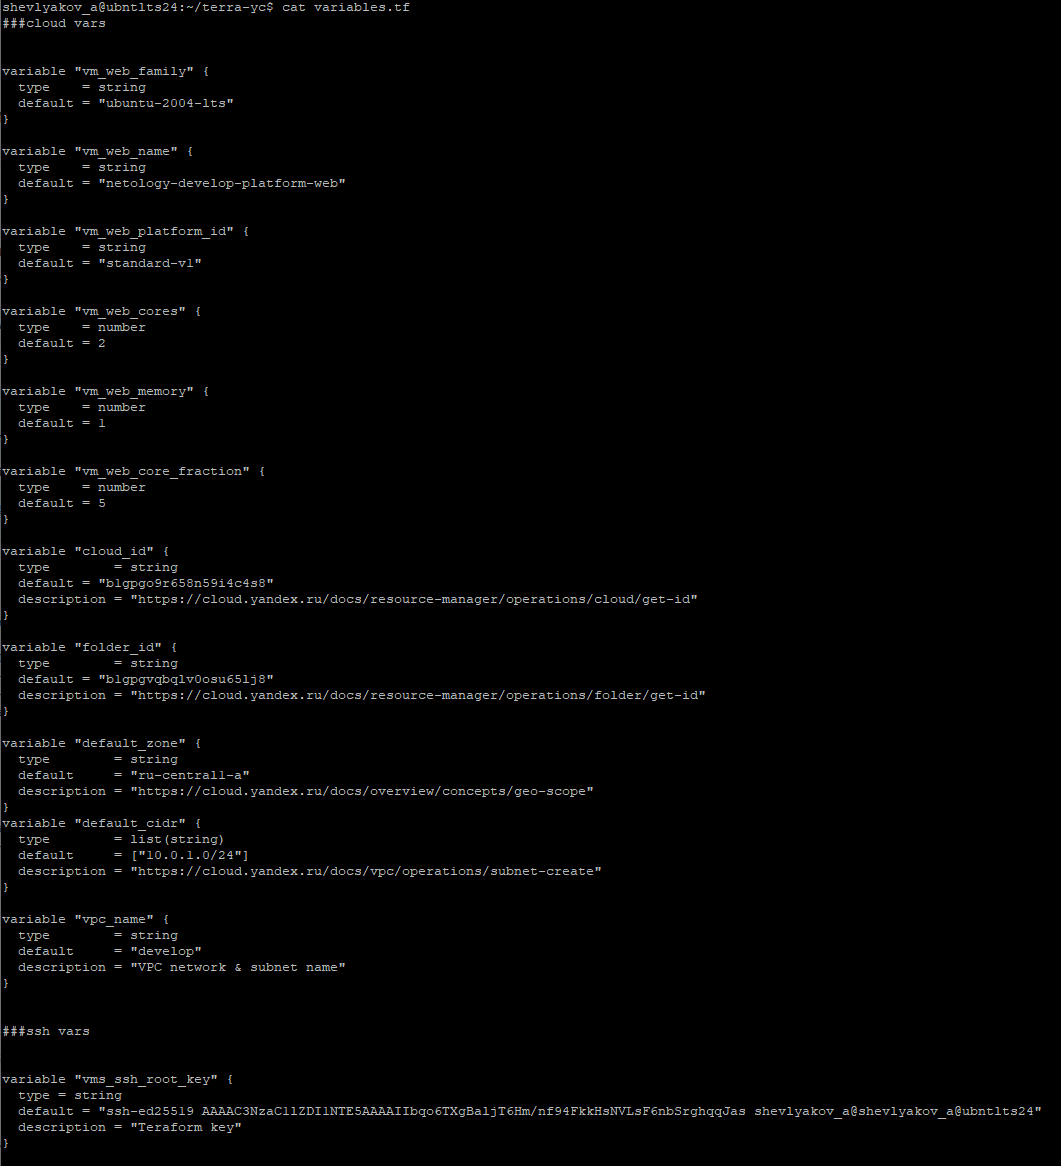 shevlyakov_a@ubntlts24:~/terra-yc$ cat variables.tf
###cloud vars
variable "vm_web_family" {
  type    = string
  default = "ubuntu-2004-lts"
}
variable "vm_web_name" {
  type    = string
  default = "netology-develop-platform-web"
}
variable "vm_web_platform_id" {
  type    = string
  default = "standard-v1"
}
variable "vm_web_cores" {
  type    = number
  default = 2
}
variable "vm_web_memory" {
  type    = number
  default = 1
}
variable "vm_web_core_fraction" {
  type    = number
  default = 5
}
variable "cloud_id" {
  type        = string
  default = "b1gpgo9r658n59i4c4s8"
  description = "https://cloud.yandex.ru/docs/resource-manager/operations/cloud/get-id"
}
variable "folder_id" {
  type        = string
  default = "b1gpgvqbqlv0osu651j8"
  description = "https://cloud.yandex.ru/docs/resource-manager/operations/folder/get-id"
}
variable "default_zone" {
  type        = string
  default     = "ru-central1-a"
  description = "https://cloud.yandex.ru/docs/overview/concepts/geo-scope"
}
variable "default_cidr" {
  type        = list(string)
  default     = ["10.0.1.0/24"]
  description = "https://cloud.yandex.ru/docs/vpc/operations/subnet-create"
}
variable "vpc_name" {
  type        = string
  default     = "develop"
  description = "VPC network & subnet name"
}
###ssh vars
variable "vms_ssh_root_key" {
  type = string
  default = "ssh-ed25519 AAAAC3NzaC1lZDI1NTE5AAAAIIbqo6TXgBa1jT6Hm/nf94FkkHsNVLsF6nbSrghqqJas shevlyakov_a@shevlyakov_a@ubntlts24"
  description = "Teraform key"
}